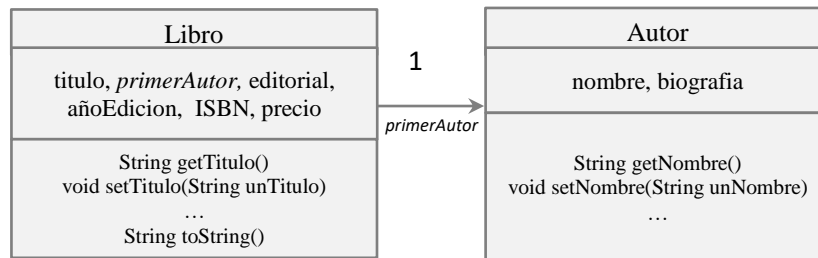 Libro
titulo, primerAutor, editorial,
añoEdicion, ISBN, precio
String getTitulo()
void setTitulo(String unTitulo)
…
String toString()
1
primerAutor
Autor
nombre, biografia
String getNombre()
void setNombre(String unNombre)
…